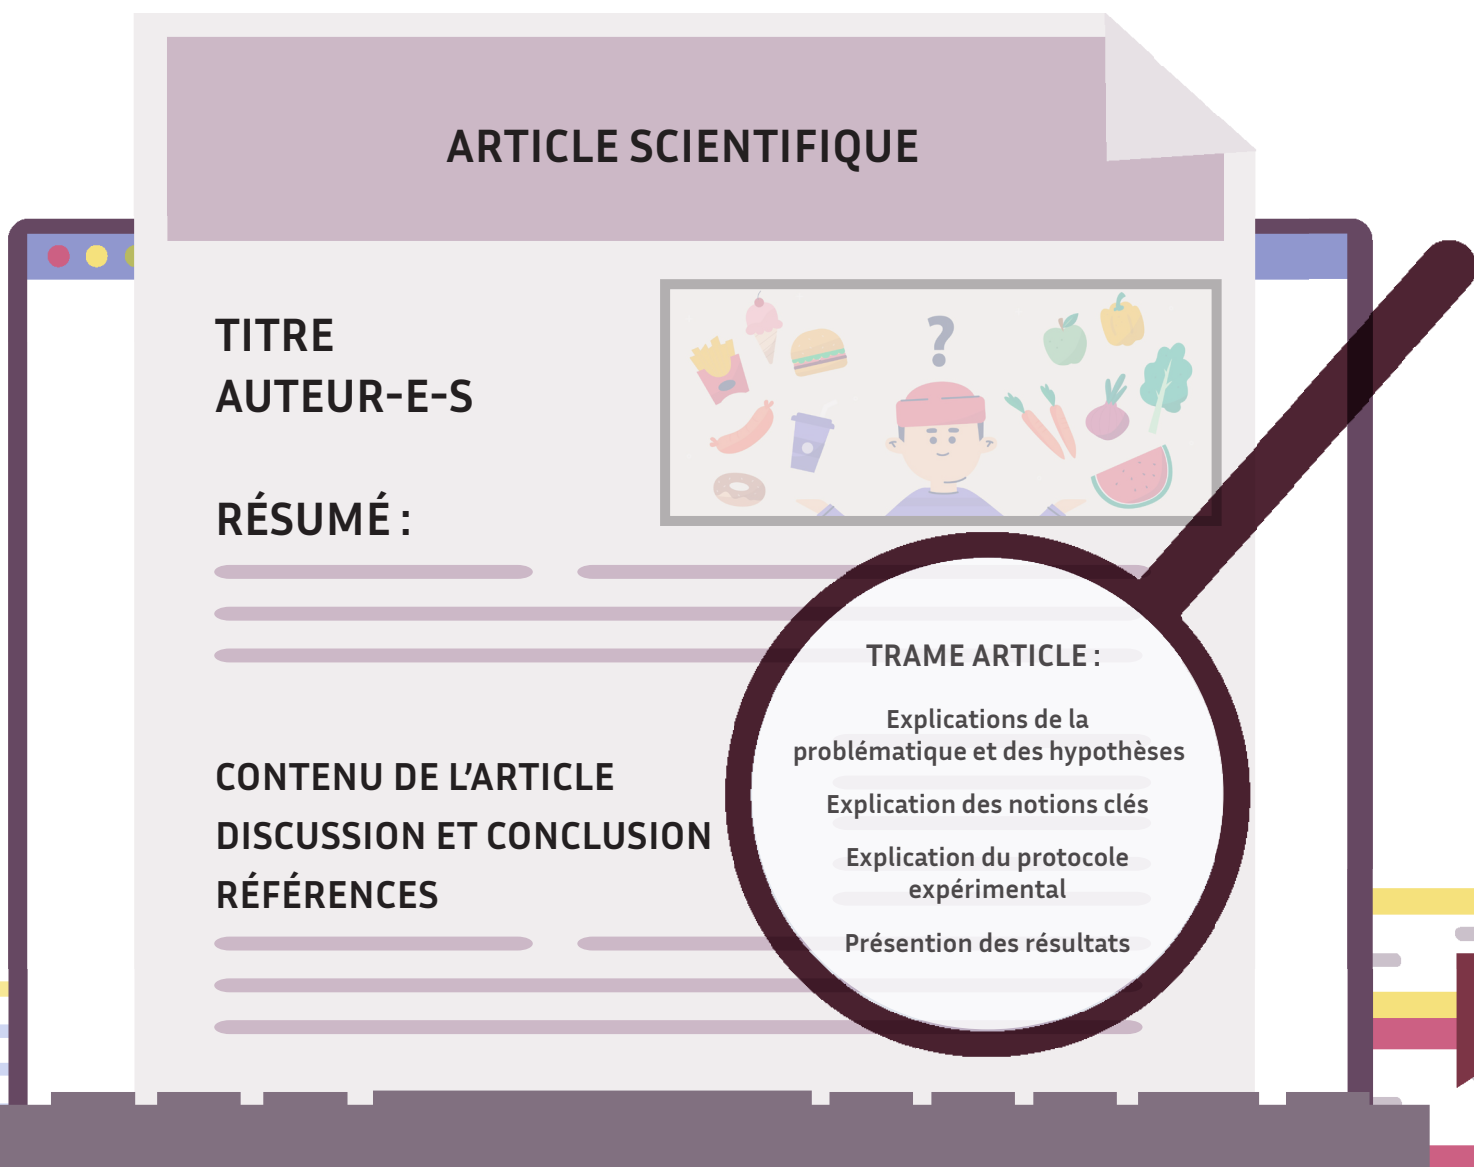 ARTICLE SCIENTIFIQUE
TITRE
AUTEUR-E-S
?
RÉSUMÉ :
CONTENU DE L'ARTICLE
DISCUSSION ET CONCLUSION
RÉFÉRENCES
TRAME ARTICLE :
Explications de la
problématique et des hypothèses
Explication des notions clés
Explication du protocole
expérimental
Présention des résultats